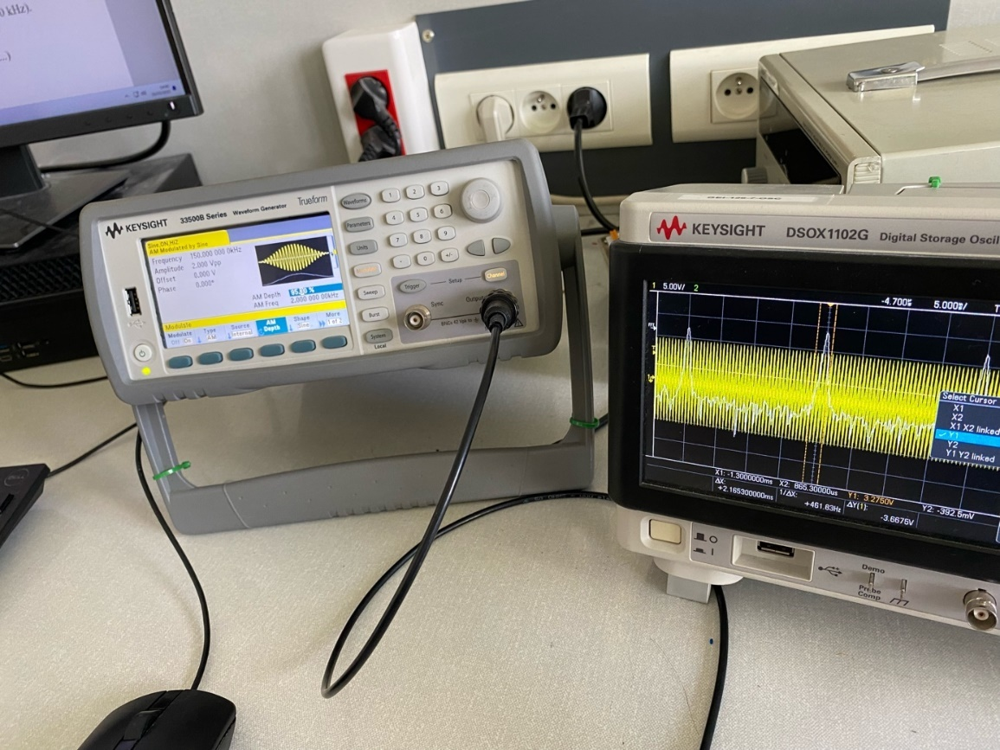 0 kHz).
...)
KEYSIGHT 33500B Series Waveform Generator Trueform
Sine,ON,HiZ
AM Modulated by Sine
Frequency 150.000 000 0kHz
Amplitude 2.000 Vpp
Offset 0.000 V
Phase 0.000°
AM Depth
AM Freq 2.000 000 00kHz
Modulate
Modulate Type Source AM Shape More
Off On AM Internal Depth Sine 1 of 2
Waveforms 1 2 3
Parameters 4 5 6
Units 7 8 9
. 0 +/-
Trigger Setup Channel
Sweep
Sync Output
Burst
System
Local
KEYSIGHT DSOX1102G Digital Storage Oscil
1 5.00V/ 2 -4.700% 5.000%/ T
Select Cursor
X1
X2
X1 X2 linked
Y1
Y2
Y1 Y2 linked
X1: -1.3000000ms X2: 865.30000us Y1: 3.2750V Y2: -392.5mV
ΔX: 1/ΔX: ΔY(1):
+2.165300000ms +461.83Hz -3.6675V
Demo
Probe
Comp
DELL